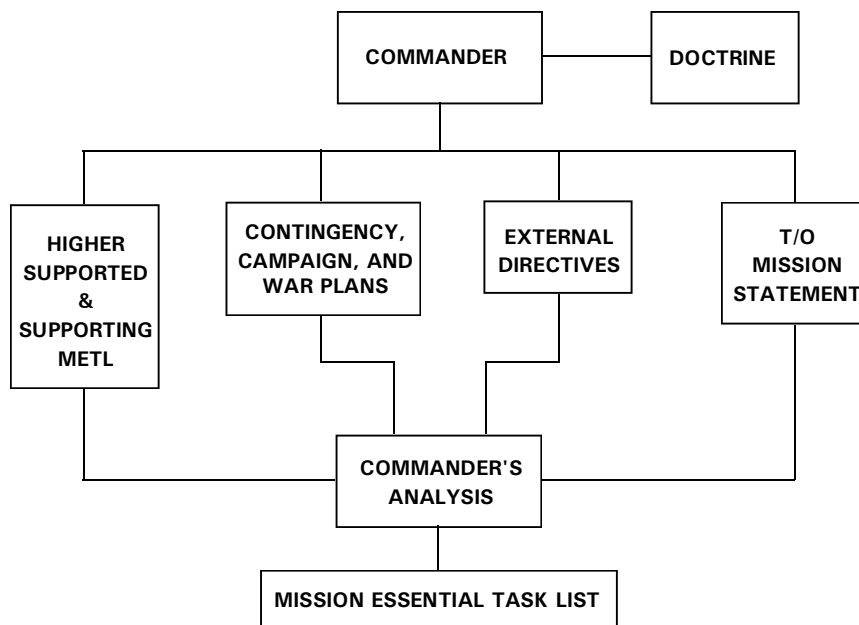 COMMANDER
DOCTRINE
HIGHER
SUPPORTED
&
SUPPORTING
METL
CONTINGENCY,
CAMPAIGN, AND
WAR PLANS
EXTERNAL
DIRECTIVES
T/O
MISSION
STATEMENT
COMMANDER'S
ANALYSIS
MISSION ESSENTIAL TASK LIST